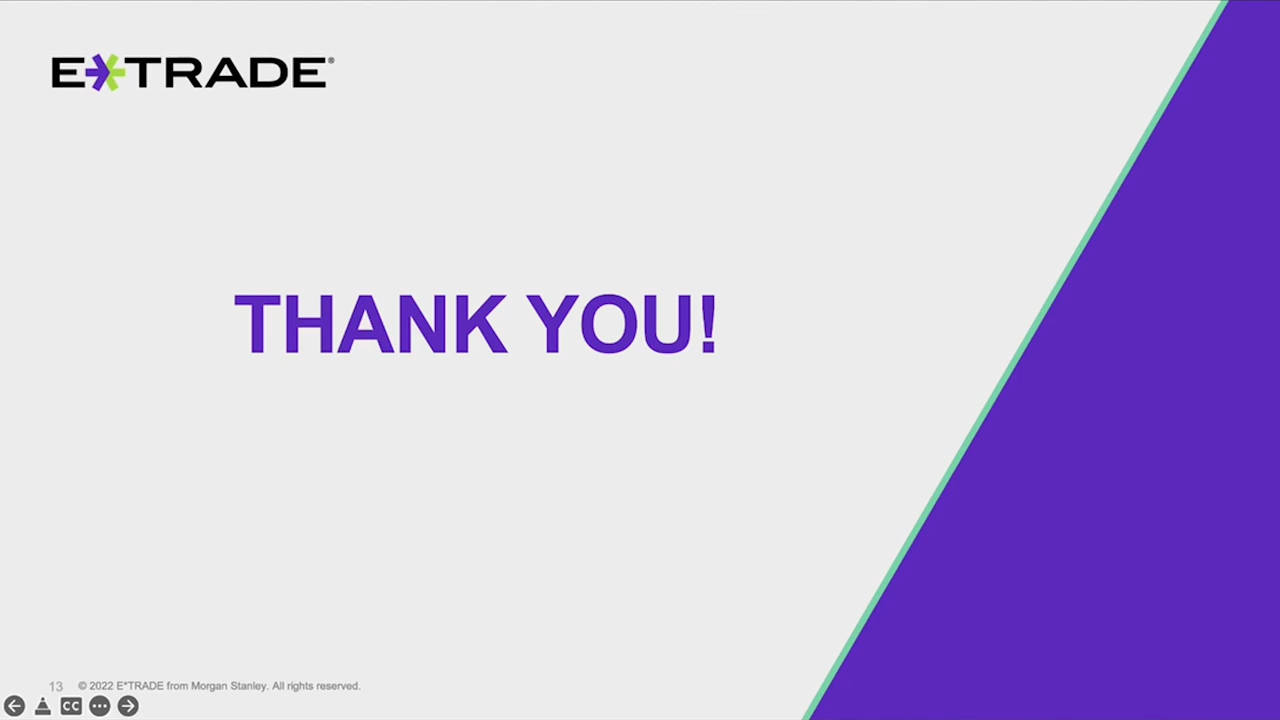 E*TRADE®
THANK YOU!
13 © 2022 E*TRADE from Morgan Stanley. All rights reserved.
CC